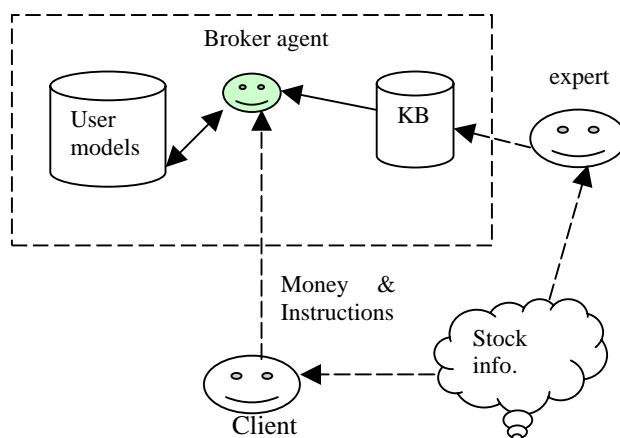 Broker agent
expert
User
models
KB
Money &
Instructions
Stock
info.
Client